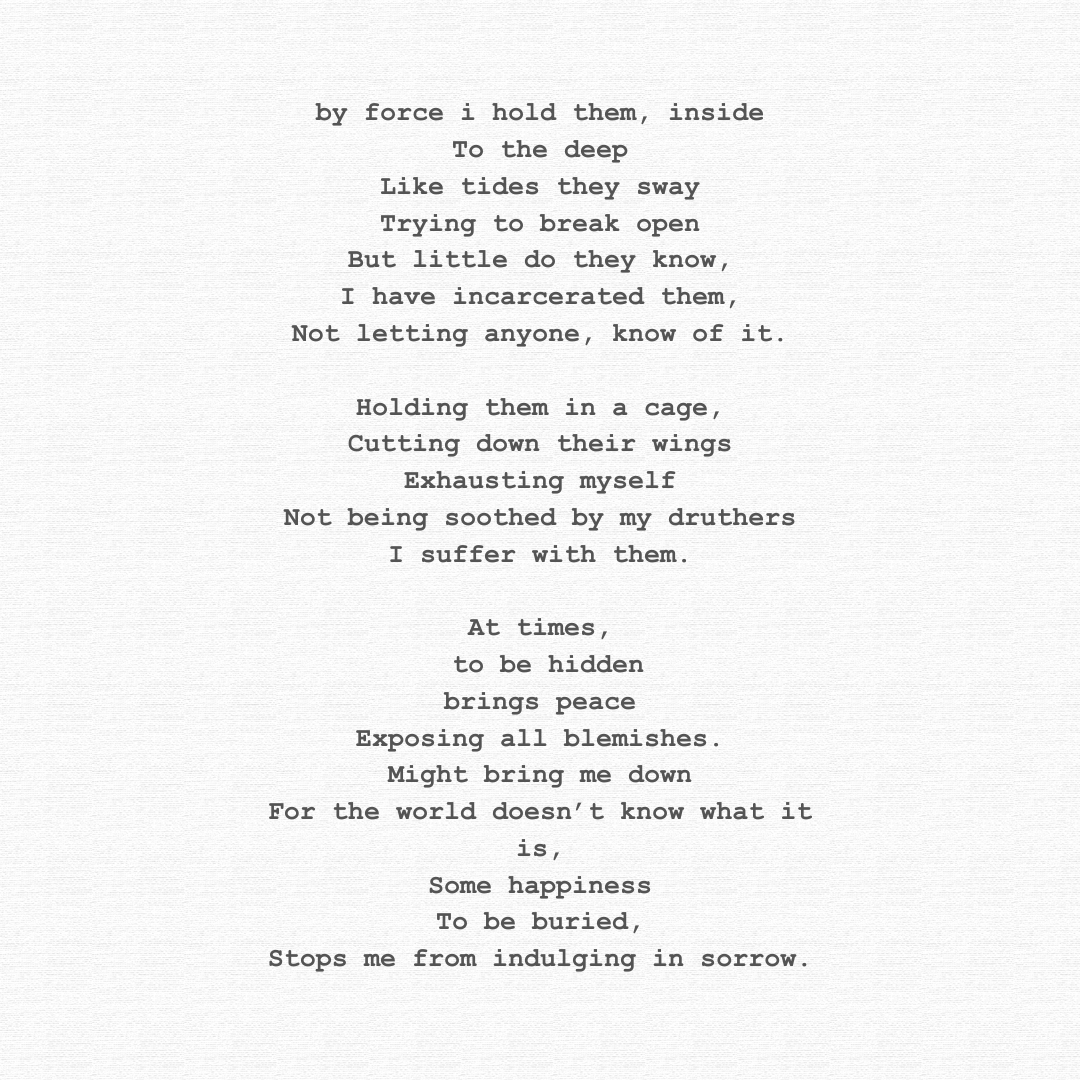 by force i hold them, inside
To the deep
Like tides they sway
Trying to break open
But little do they know,
I have incarcerated them,
Not letting anyone, know of it.
Holding them in a cage,
Cutting down their wings
Exhausting myself
Not being soothed by my druthers
I suffer with them.
At times,
to be hidden
brings peace
Exposing all blemishes.
Might bring me down
For the world doesn’t know what it
is,
Some happiness
To be buried,
Stops me from indulging in sorrow.